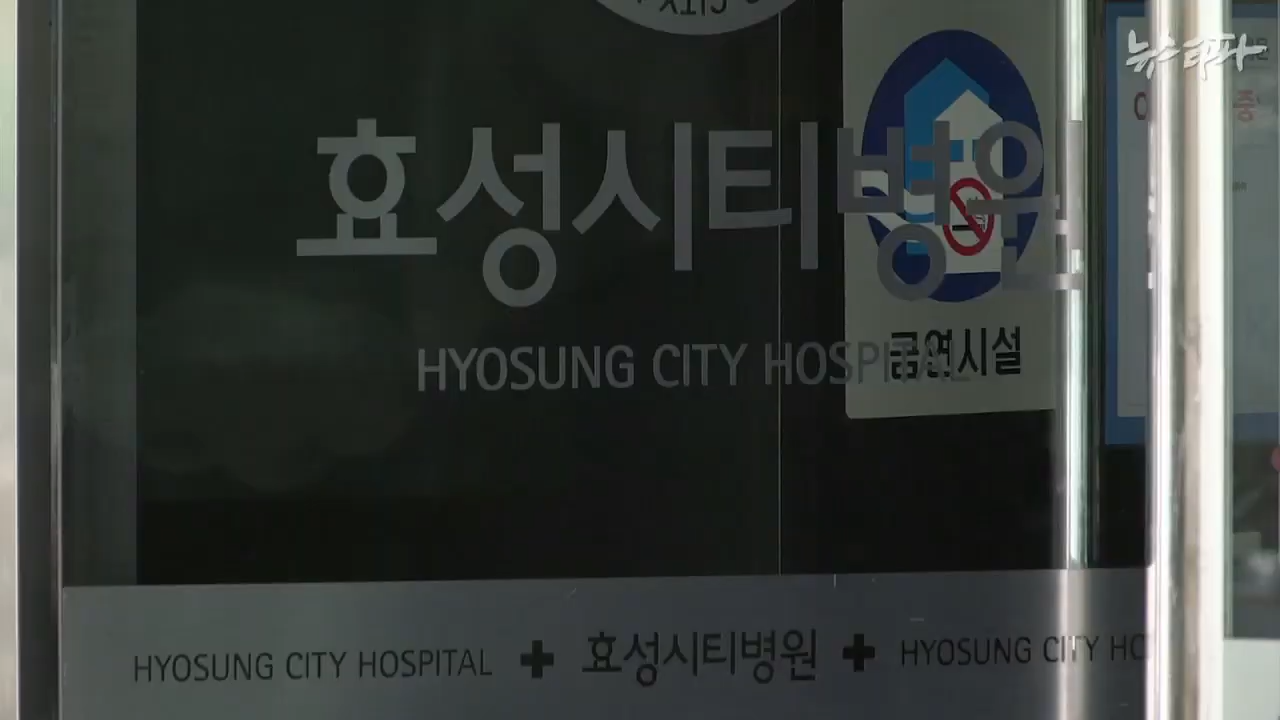 뉴스타파
효성시티병원
HYOSUNG CITY HOSPITAL
금연시설
HYOSUNG CITY HOSPITAL + 효성시티병원 + HYOSUNG CITY HO